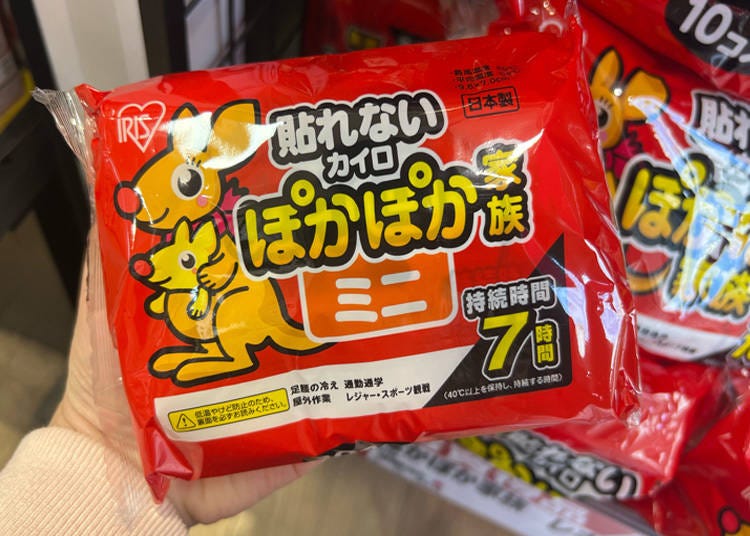 IRIS
日本製
貼れない
カイロ
ぽかぽか
家族
ミニ
持続時間
7時間
〈40℃以上を保持し、持続する時間〉
足麺の冷え 通勤通学
屋外作業 レジャー・スポーツ観戦
低温やけど防止のため、
裏面を必ずお読みください。
10コ
貼
ぽ